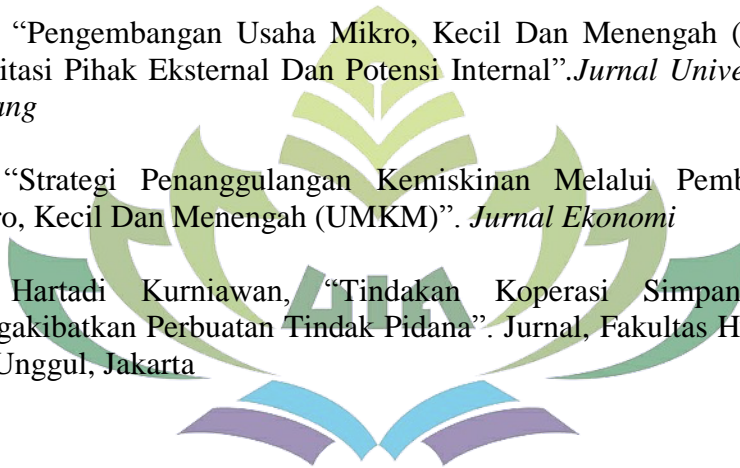 “Pengembangan Usaha Mikro, Kecil Dan Menengah (
itasi Pihak Eksternal Dan Potensi Internal”.Jurnal Unive
ang
“Strategi Penanggulangan Kemiskinan Melalui Pemb
ro, Kecil Dan Menengah (UMKM)”. Jurnal Ekonomi
Hartadi Kurniawan, “Tindakan Koperasi Simpan
gakibatkan Perbuatan Tindak Pidana”. Jurnal, Fakultas H
Unggul, Jakarta